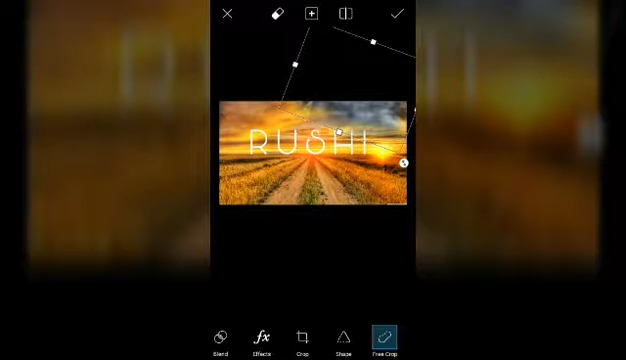 RUSHI
Blend
Effects
Crop
Shape
Free Crop